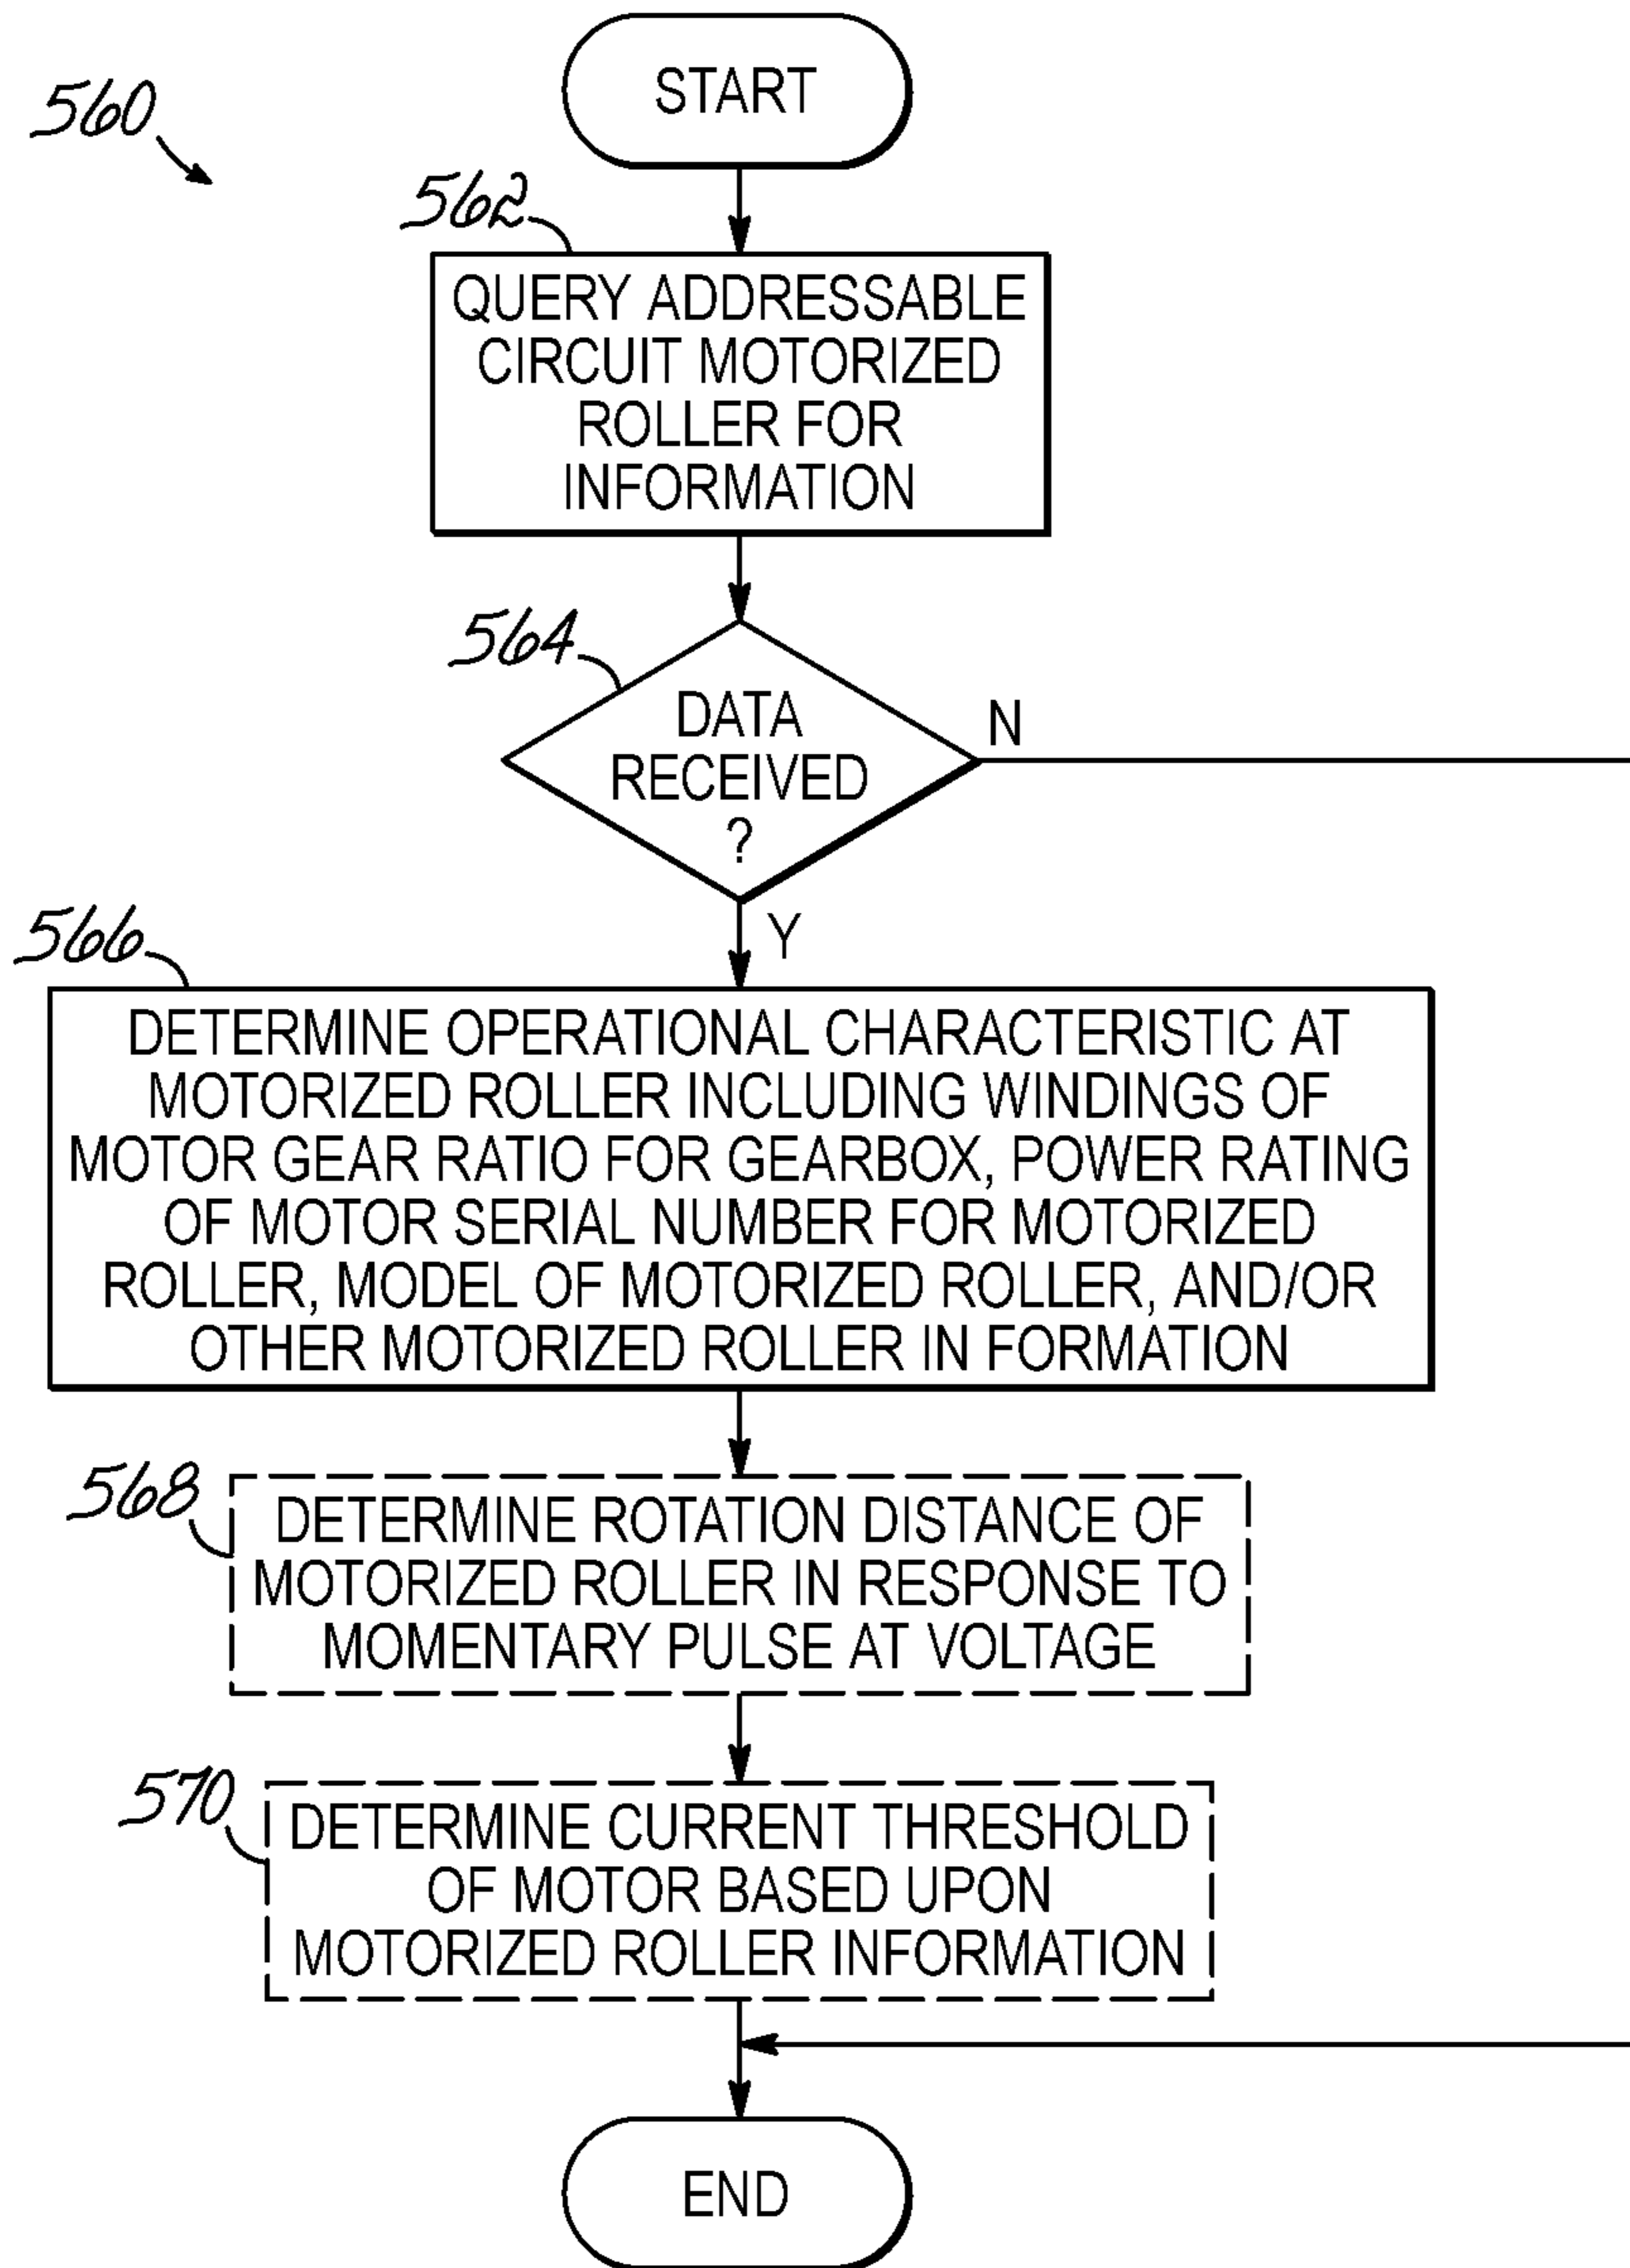 START
560
562
QUERY ADDRESSABLE
CIRCUIT MOTORIZED
ROLLER FOR
INFORMATION
564
DATA
RECEIVED
?
N
Y
566
DETERMINE OPERATIONAL CHARACTERISTIC AT
MOTORIZED ROLLER INCLUDING WINDINGS OF
MOTOR GEAR RATIO FOR GEARBOX, POWER RATING
OF MOTOR SERIAL NUMBER FOR MOTORIZED
ROLLER, MODEL OF MOTORIZED ROLLER, AND/OR
OTHER MOTORIZED ROLLER IN FORMATION
568
DETERMINE ROTATION DISTANCE OF
MOTORIZED ROLLER IN RESPONSE TO
MOMENTARY PULSE AT VOLTAGE
570
DETERMINE CURRENT THRESHOLD
OF MOTOR BASED UPON
MOTORIZED ROLLER INFORMATION
END